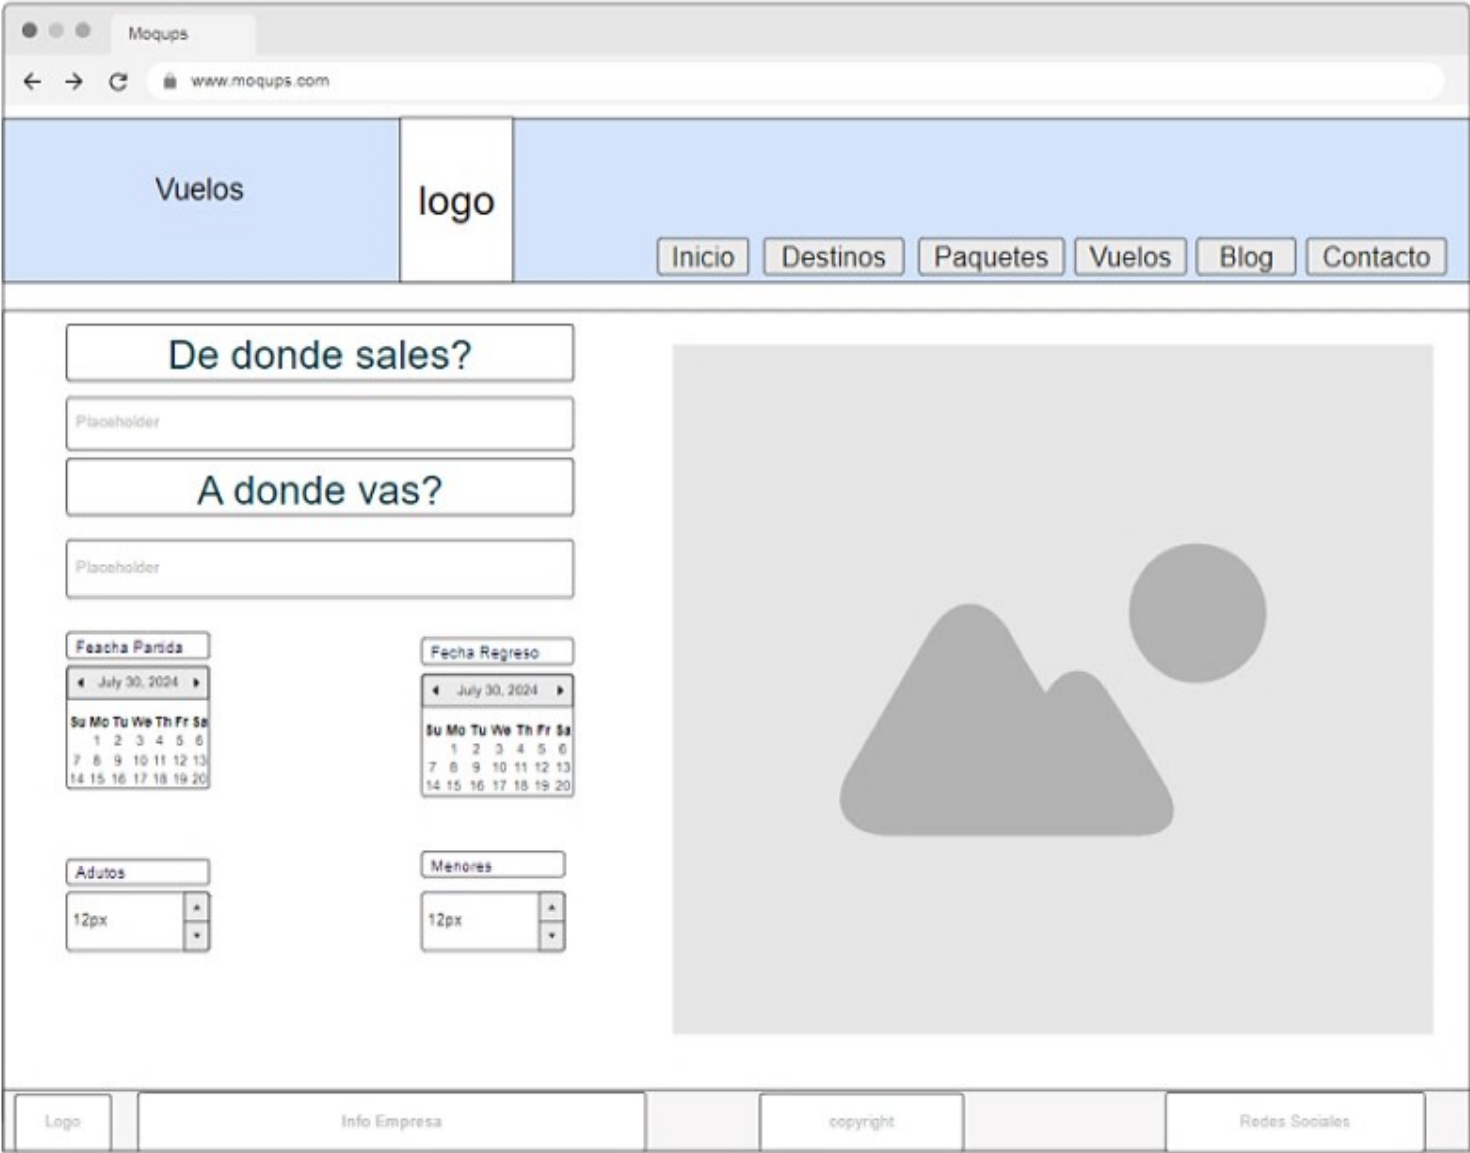 Moqups
www.moqups.com
Vuelos
logo
Inicio Destinos Paquetes Vuelos Blog Contacto
De donde sales?
Placeholder
A donde vas?
Placeholder
Feacha Partida
July 30, 2024
Su Mo Tu We Th Fr Sa
1 2 3 4 5 6
7 8 9 10 11 12 13
14 15 16 17 18 19 20
Fecha Regreso
July 30, 2024
Su Mo Tu We Th Fr Sa
1 2 3 4 5 6
7 8 9 10 11 12 13
14 15 16 17 18 19 20
Adutos
12px
Menores
12px
Logo
Info Empresa
copyright
Redes Sociales